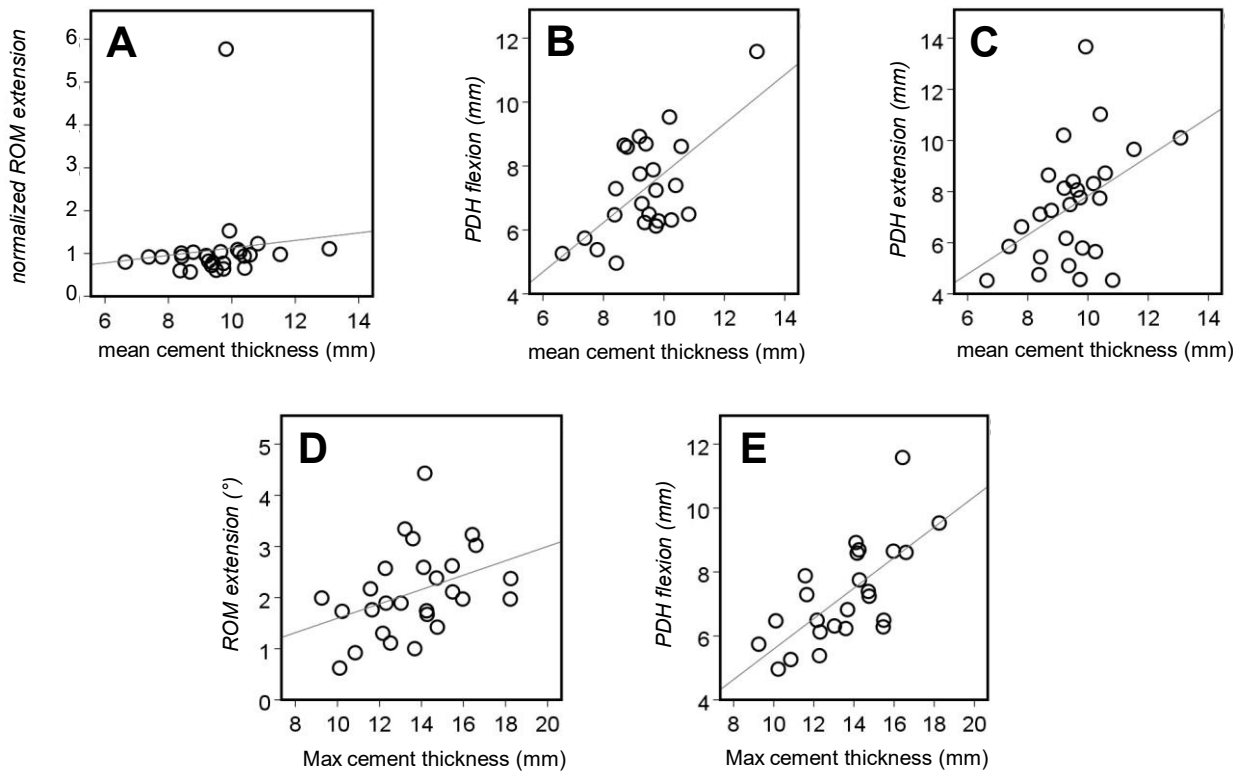 A
normalized ROM extension
6
5
4
3
2
1
0
6 8 10 12 14
mean cement thickness (mm)
B
PDH flexion (mm)
12
10
8
6
4
6 8 10 12 14
mean cement thickness (mm)
C
PDH extension (mm)
14
12
10
8
6
4
6 8 10 12 14
mean cement thickness (mm)
D
ROM extension (°)
5
4
3
2
1
0
8 10 12 14 16 18 20
Max cement thickness (mm)
E
PDH flexion (mm)
12
10
8
6
4
8 10 12 14 16 18 20
Max cement thickness (mm)